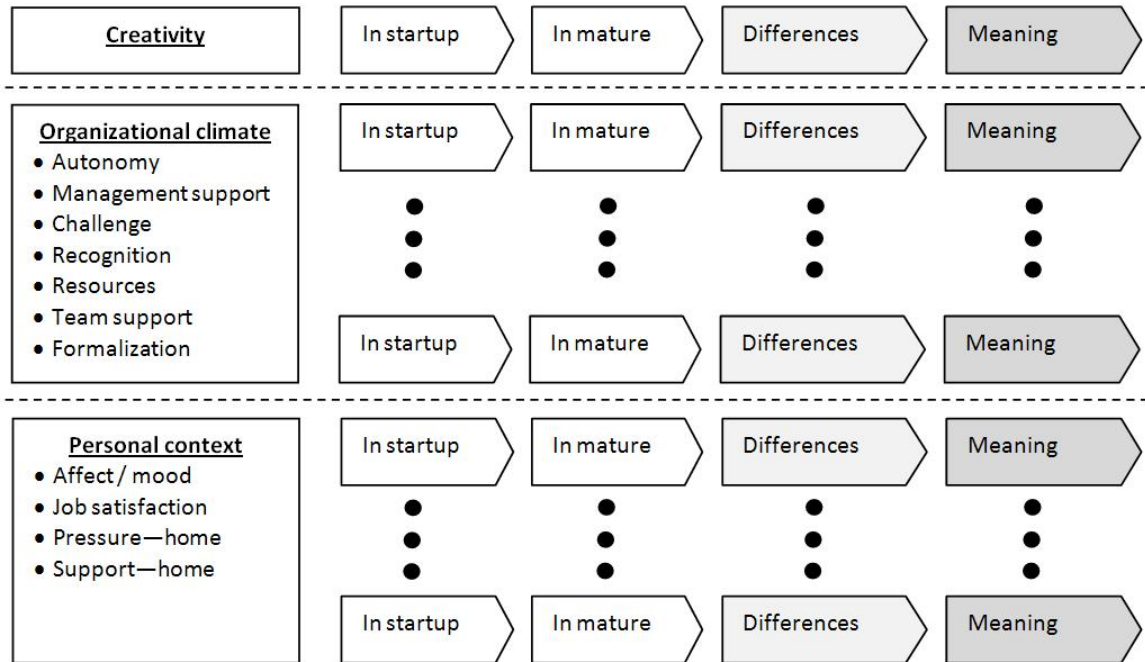 Creativity
In startup
In mature
Differences
Meaning
Organizational climate
• Autonomy
• Management support
• Challenge
• Recognition
• Resources
• Team support
• Formalization
In startup
In mature
Differences
Meaning
In startup
In mature
Differences
Meaning
Personal context
• Affect / mood
• Job satisfaction
• Pressure—home
• Support—home
In startup
In mature
Differences
Meaning
In startup
In mature
Differences
Meaning